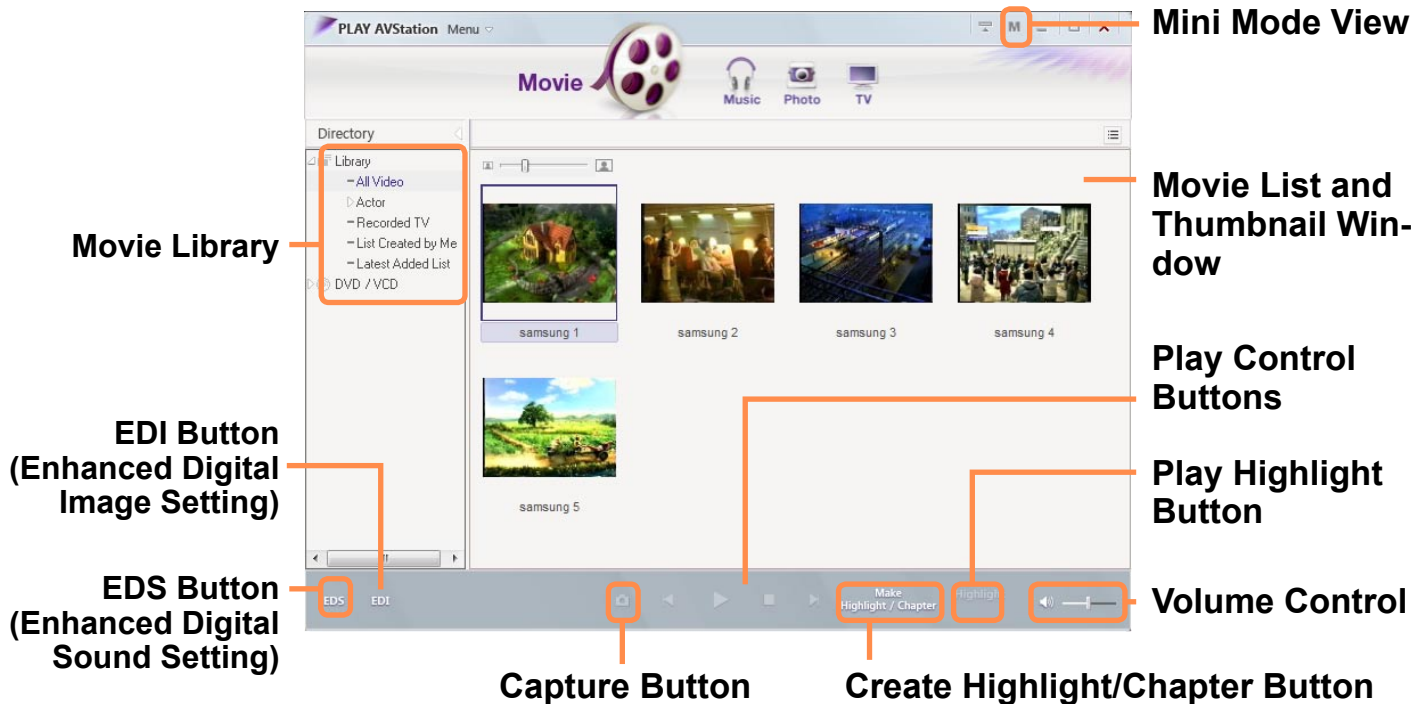 PLAY AVStation Menu
M
Mini Mode View
Movie
Music
Photo
TV
Directory
Library
All Video
Actor
Recorded TV
List Created by Me
Latest Added List
DVD / VCD
Movie Library
Movie List and
Thumbnail Win-
dow
samsung 1
samsung 2
samsung 3
samsung 4
samsung 5
Play Control
Buttons
EDI Button
(Enhanced Digital
Image Setting)
Play Highlight
Button
EDS Button
(Enhanced Digital
Sound Setting)
EDS
EDI
Make
Highlight / Chapter
Highligh
Volume Control
Capture Button
Create Highlight/Chapter Button